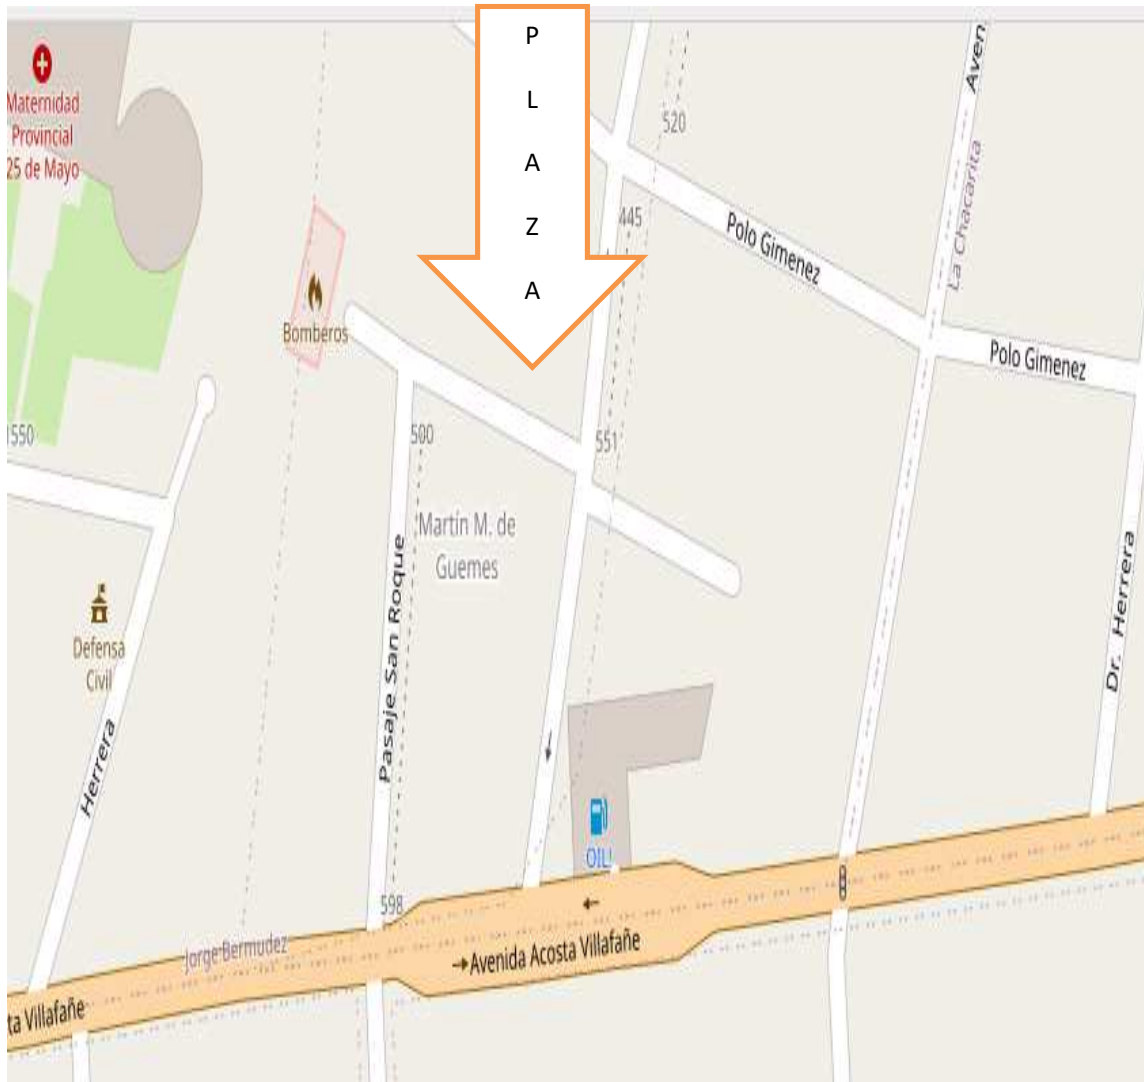 P
L
A
Z
A
Maternidad
Provincial
25 de Mayo
520
Aven
La Chacarita
445
Polo Gimenez
Bomberos
Polo Gimenez
1550
500
551
Martín M. de
Guemes
Pasaje San Roque
Defensa
Civil
Herrera
Dr. Herrera
OIL!
598
Jorge Bermudez
Avenida Acosta Villafañe
ta Villafañe